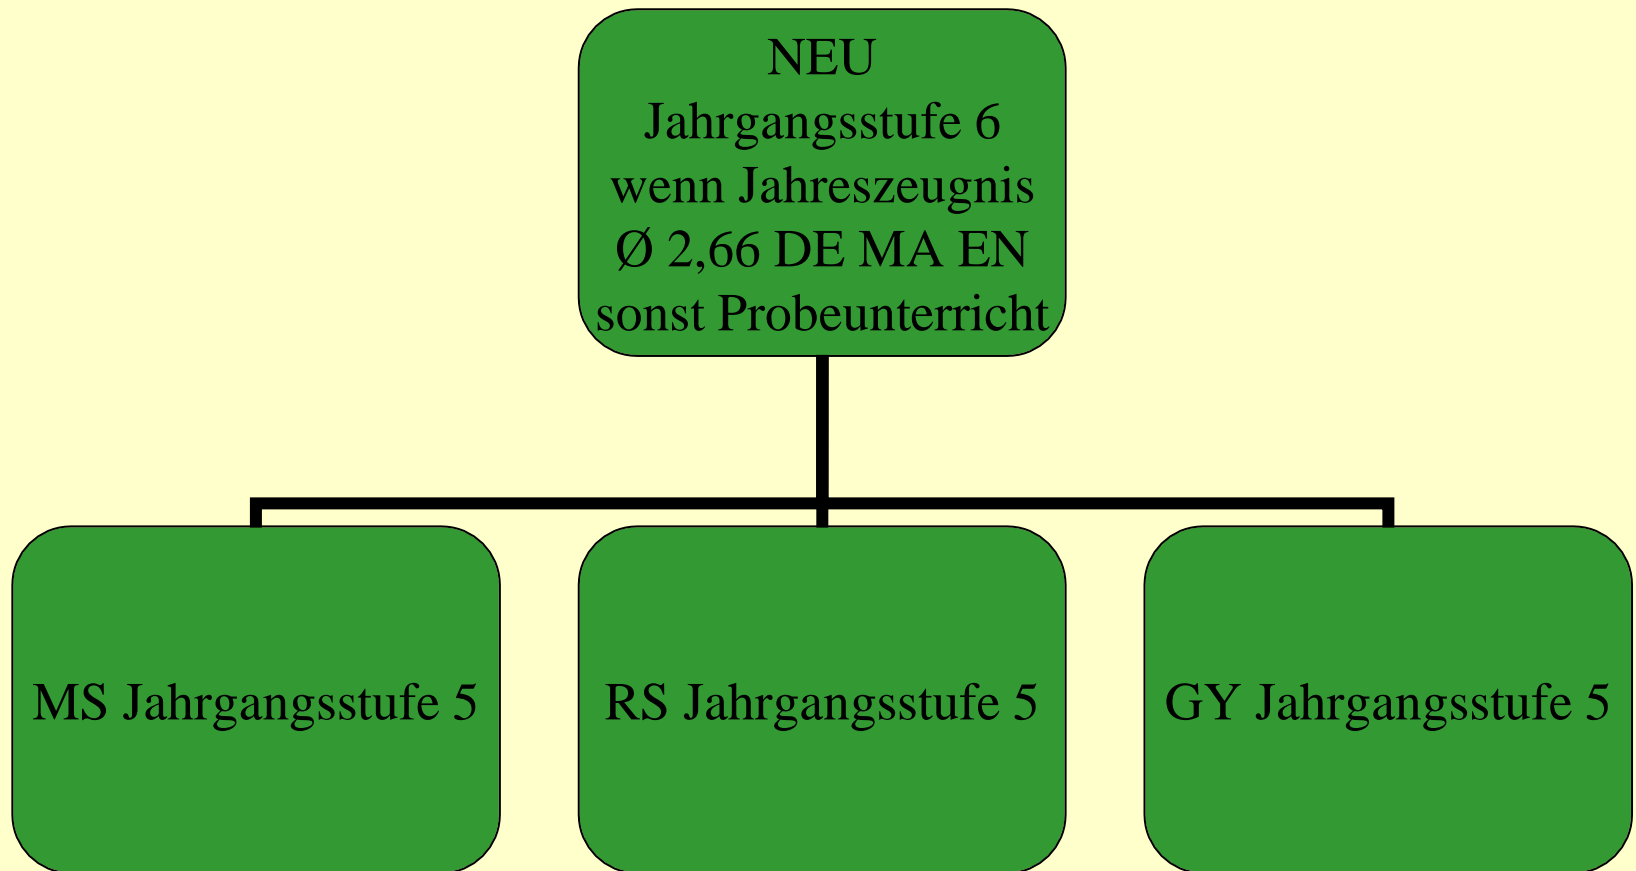 NEU
Jahrgangsstufe 6
wenn Jahreszeugnis
Ø 2,66 DE MA EN
sonst Probeunterricht
MS Jahrgangsstufe 5
RS Jahrgangsstufe 5
GY Jahrgangsstufe 5